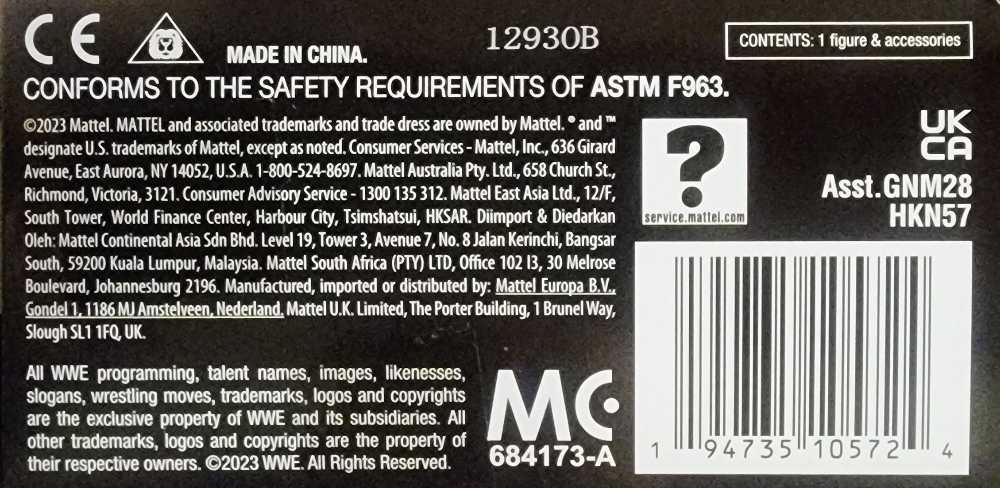 CE
MADE IN CHINA.
12930B
CONTENTS: 1 figure & accessories
CONFORMS TO THE SAFETY REQUIREMENTS OF ASTM F963.
©2023 Mattel. MATTEL and associated trademarks and trade dress are owned by Mattel. ® and ™
designate U.S. trademarks of Mattel, except as noted. Consumer Services - Mattel, Inc., 636 Girard
Avenue, East Aurora, NY 14052, U.S.A. 1-800-524-8697. Mattel Australia Pty. Ltd., 658 Church St.,
Richmond, Victoria, 3121. Consumer Advisory Service - 1300 135 312. Mattel East Asia Ltd., 12/F,
South Tower, World Finance Center, Harbour City, Tsimshatsui, HKSAR. Diimport & Diedarkan
Oleh: Mattel Continental Asia Sdn Bhd. Level 19, Tower 3, Avenue 7, No. 8 Jalan Kerinchi, Bangsar
South, 59200 Kuala Lumpur, Malaysia. Mattel South Africa (PTY) LTD, Office 102 I3, 30 Melrose
Boulevard, Johannesburg 2196. Manufactured, imported or distributed by: Mattel Europa B.V.,
Gondel 1, 1186 MJ Amstelveen, Nederland. Mattel U.K. Limited, The Porter Building, 1 Brunel Way,
Slough SL1 1FQ, UK.
?
service.mattel.com
UK
CA
Asst.GNM28
HKN57
All WWE programming, talent names, images, likenesses,
slogans, wrestling moves, trademarks, logos and copyrights
are the exclusive property of WWE and its subsidiaries. All
other trademarks, logos and copyrights are the property of
their respective owners. ©2023 WWE. All Rights Reserved.
MC
684173-A
1 94735 10572 4